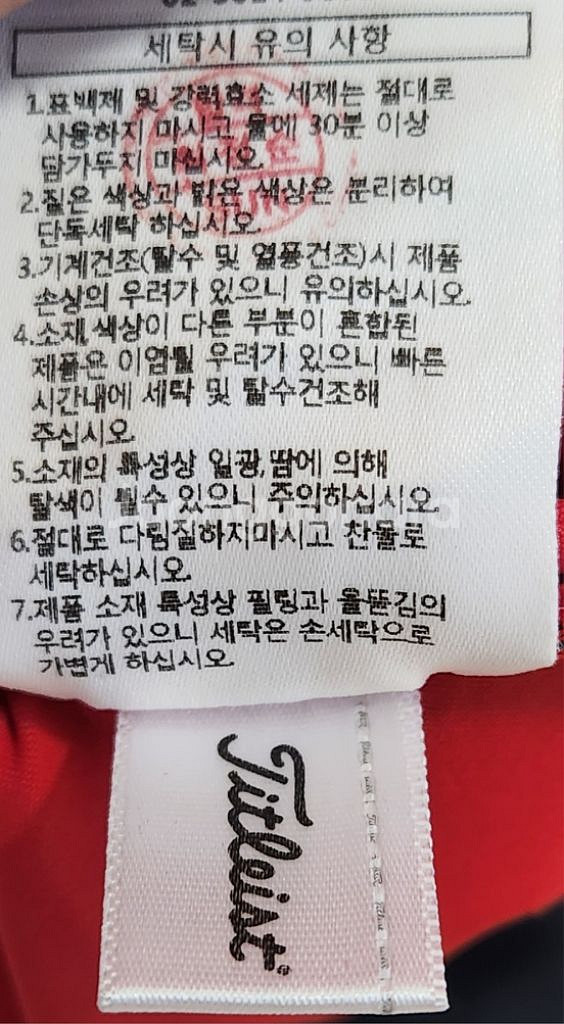 세탁시 유의 사항
1.표백제 및 강력효소 세제는 절대로
사용하지 마시고 물에 30분 이상
담가두지 마십시오.
2.짙은 색상과 밝은 색상은 분리하여
단독세탁 하십시오.
3.기계건조(탈수 및 열풍건조)시 제품
손상의 우려가 있으니 유의하십시오.
4.소재,색상이 다른 부분이 혼합된
제품은 이염될 우려가 있으니 빠른
시간내에 세탁 및 탈수건조해
주십시오.
5.소재의 특성상 일광,땀에 의해
탈색이 될수 있으니 주의하십시오.
6.절대로 다림질하지마시고 찬물로
세탁하십시오.
7.제품 소재 특성상 필링과 올뜯김의
우려가 있으니 세탁은 손세탁으로
가볍게 하십시오.
Titleist